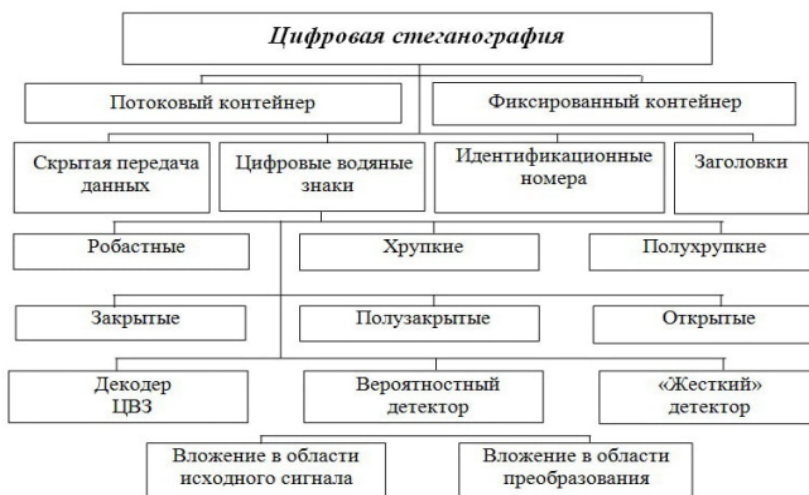 Цифровая стеганография
Потоковый контейнер
Фиксированный контейнер
Скрытая передача
данных
Цифровые водяные
знаки
Идентификационные
номера
Заголовки
Робастные
Хрупкие
Полухрупкие
Закрытые
Полузакрытые
Открытые
Декодер
ЦВЗ
Вероятностный
детектор
«Жесткий»
детектор
Вложение в области
исходного сигнала
Вложение в области
преобразования